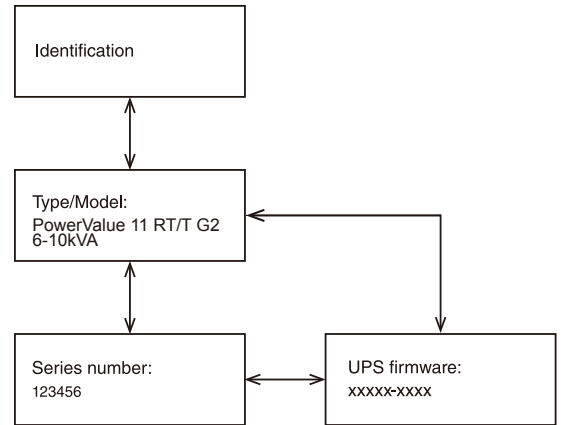 Identification
Type/Model:
PowerValue 11 RT/T G2
6-10kVA
Series number:
123456
UPS firmware:
xxxxx-xxxx